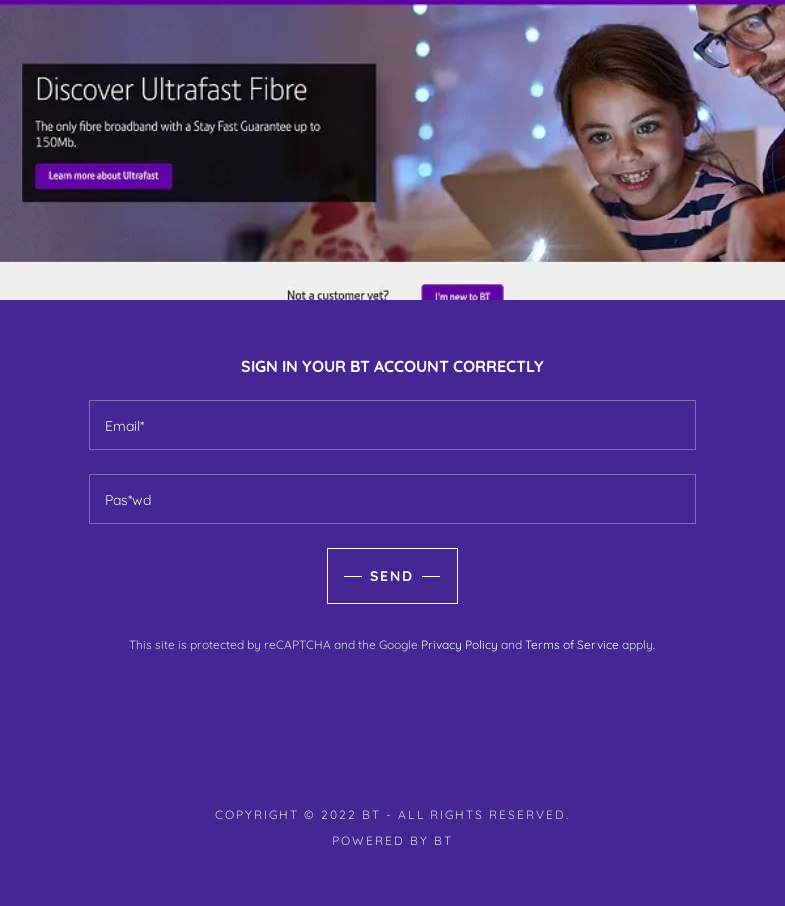 Discover Ultrafast Fibre
The only fibre broadband with a Stay Fast Guarantee up to
150Mb.
Learn more about Ultrafast
Not a customer yet?
I'm new to BT
SIGN IN YOUR BT ACCOUNT CORRECTLY
Email*
Pas*wd
SEND
This site is protected by reCAPTCHA and the Google Privacy Policy and Terms of Service apply.
COPYRIGHT © 2022 BT - ALL RIGHTS RESERVED.
POWERED BY BT